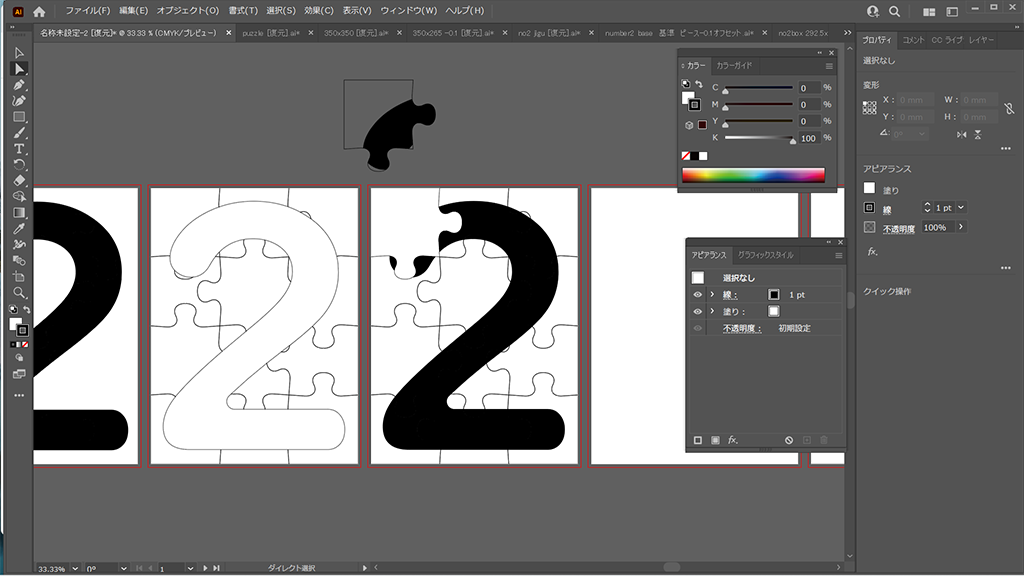 Ai ファイル(F) 編集(E) オブジェクト(O) 書式(T) 選択(S) 効果(C) 表示(V) ウィンドウ(W) ヘルプ(H)
名称未設定-2 [復元]* @ 33.33 % (CMYK/プレビュー) × puzzle [復元].ai* × 350x350 [復元].ai* × 350x265 -01 [復元].ai* × no2 jigu [復元].ai* × number2 base 基準 ピース-0.1オフセット.ai* × no2box 292.5x
カラー カラーガイド
C 0 %
M 0 %
Y 0 %
K 100 %
アピアランス グラフィックスタイル
選択なし
線: 1 pt
塗り:
不透明度: 初期設定
fx.
プロパティ コメント CC ライブ レイヤー
選択なし
変形
X: 0 mm W: 0 mm
Y: 0 mm H: 0 mm
0°
アピアランス
塗り
線 1 pt
不透明度 100%
fx.
クイック操作
2
2
2
33.33% 0° 1 ダイレクト選択